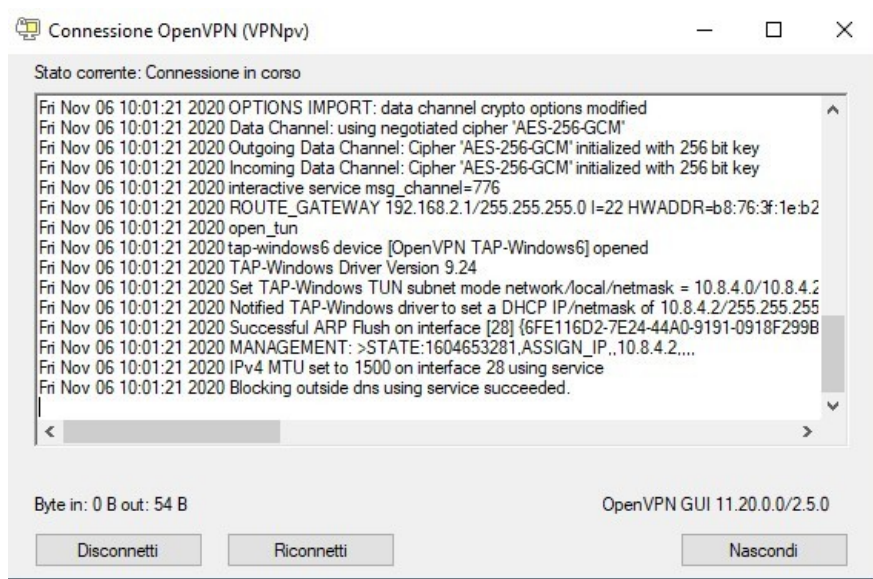 Connessione OpenVPN (VPNpv)
Stato corrente: Connessione in corso
Fri Nov 06 10:01:21 2020 OPTIONS IMPORT: data channel crypto options modified
Fri Nov 06 10:01:21 2020 Data Channel: using negotiated cipher 'AES-256-GCM'
Fri Nov 06 10:01:21 2020 Outgoing Data Channel: Cipher 'AES-256-GCM' initialized with 256 bit key
Fri Nov 06 10:01:21 2020 Incoming Data Channel: Cipher 'AES-256-GCM' initialized with 256 bit key
Fri Nov 06 10:01:21 2020 interactive service msg_channel=776
Fri Nov 06 10:01:21 2020 ROUTE_GATEWAY 192.168.2.1/255.255.255.0 I=22 HWADDR=b8:76:3f:1e:b2
Fri Nov 06 10:01:21 2020 open_tun
Fri Nov 06 10:01:21 2020 tap-windows6 device [OpenVPN TAP-Windows6] opened
Fri Nov 06 10:01:21 2020 TAP-Windows Driver Version 9.24
Fri Nov 06 10:01:21 2020 Set TAP-Windows TUN subnet mode network/local/netmask = 10.8.4.0/10.8.4.2
Fri Nov 06 10:01:21 2020 Notified TAP-Windows driver to set a DHCP IP/netmask of 10.8.4.2/255.255.255
Fri Nov 06 10:01:21 2020 Successful ARP Flush on interface [28] {6FE116D2-7E24-44A0-9191-0918F299B
Fri Nov 06 10:01:21 2020 MANAGEMENT: >STATE:1604653281,ASSIGN_IP,,10.8.4.2,,,,
Fri Nov 06 10:01:21 2020 IPv4 MTU set to 1500 on interface 28 using service
Fri Nov 06 10:01:21 2020 Blocking outside dns using service succeeded.
Byte in: 0 B out: 54 B
OpenVPN GUI 11.20.0.0/2.5.0
Disconnetti
Riconnetti
Nascondi